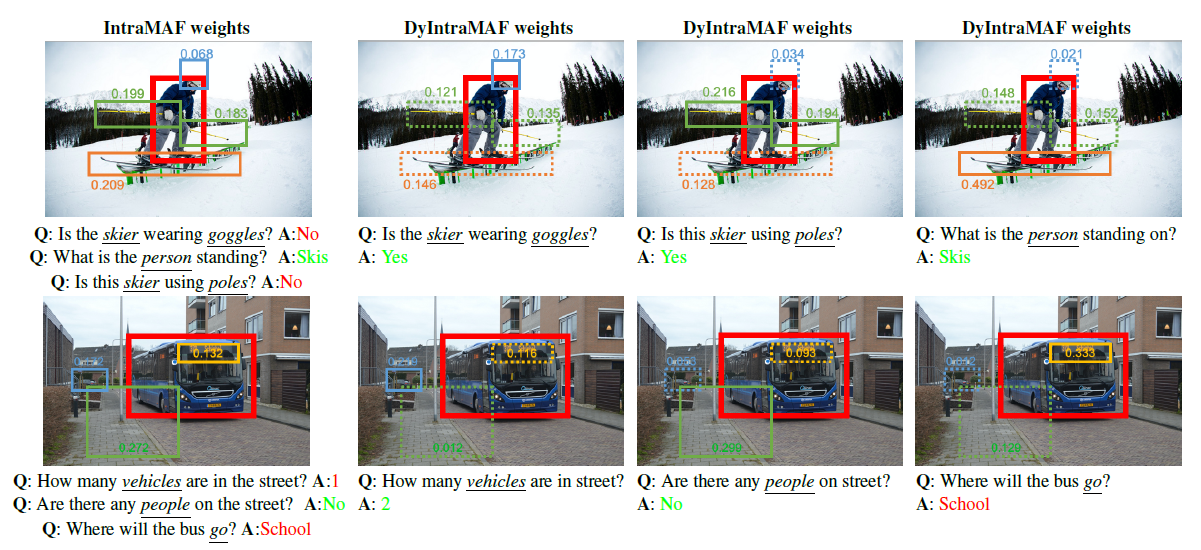 IntraMAF weights
DyIntraMAF weights
DyIntraMAF weights
DyIntraMAF weights
0.068
0.199
0.183
0.209
0.173
0.121
0.135
0.146
0.034
0.216
0.194
0.128
0.021
0.148
0.152
0.492
Q: Is the skier wearing goggles? A:No
Q: What is the person standing? A:Skis
Q: Is this skier using poles? A:No
Q: Is the skier wearing goggles?
A: Yes
Q: Is this skier using poles?
A: Yes
Q: What is the person standing on?
A: Skis
0.132
0.272
0.116
0.012
0.093
0.299
0.333
0.129
Q: How many vehicles are in the street? A:1
Q: Are there any people on the street? A:No
Q: Where will the bus go? A:School
Q: How many vehicles are in street?
A: 2
Q: Are there any people on street?
A: No
Q: Where will the bus go?
A: School